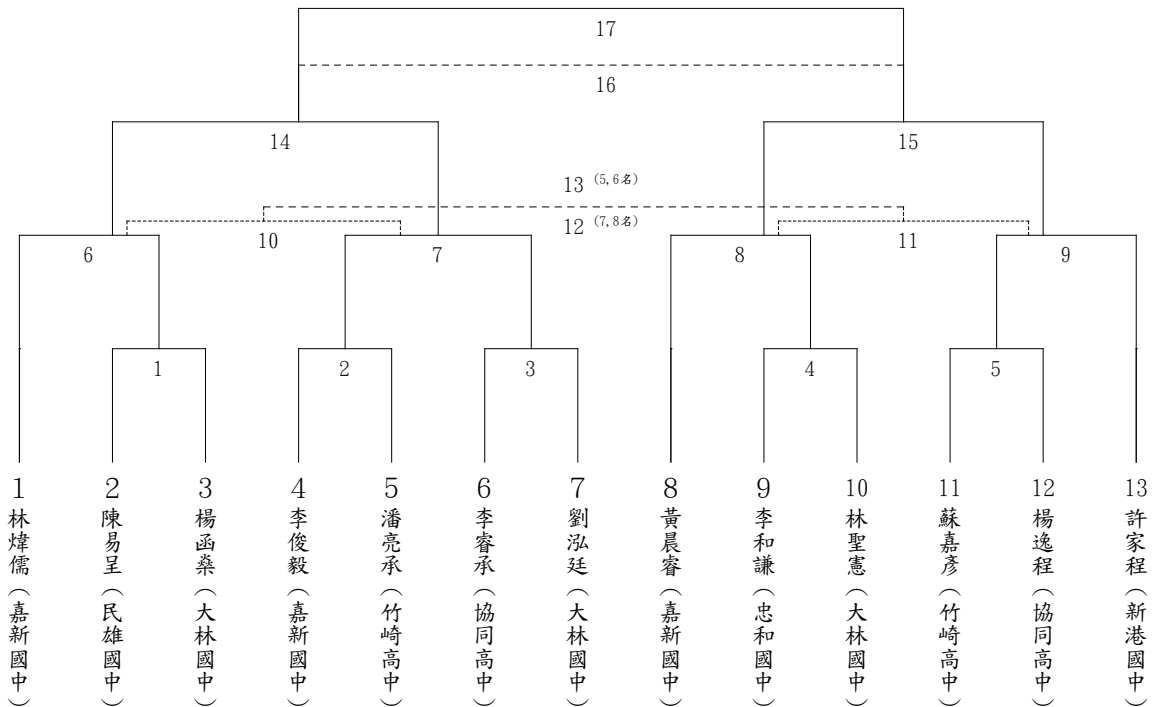 17
16
14
15
13 (5,6名)
12 (7,8名)
6
10
7
8
11
9
1
2
3
4
5
1
林煒儒（嘉新國中）
2
陳易呈（民雄國中）
3
楊函燊（大林國中）
4
李俊毅（嘉新國中）
5
潘亮承（竹崎高中）
6
李睿承（協同高中）
7
劉泓廷（大林國中）
8
黃晨睿（嘉新國中）
9
李和謙（忠和國中）
10
林聖憲（大林國中）
11
蘇嘉彥（竹崎高中）
12
楊逸程（協同高中）
13
許家程（新港國中）